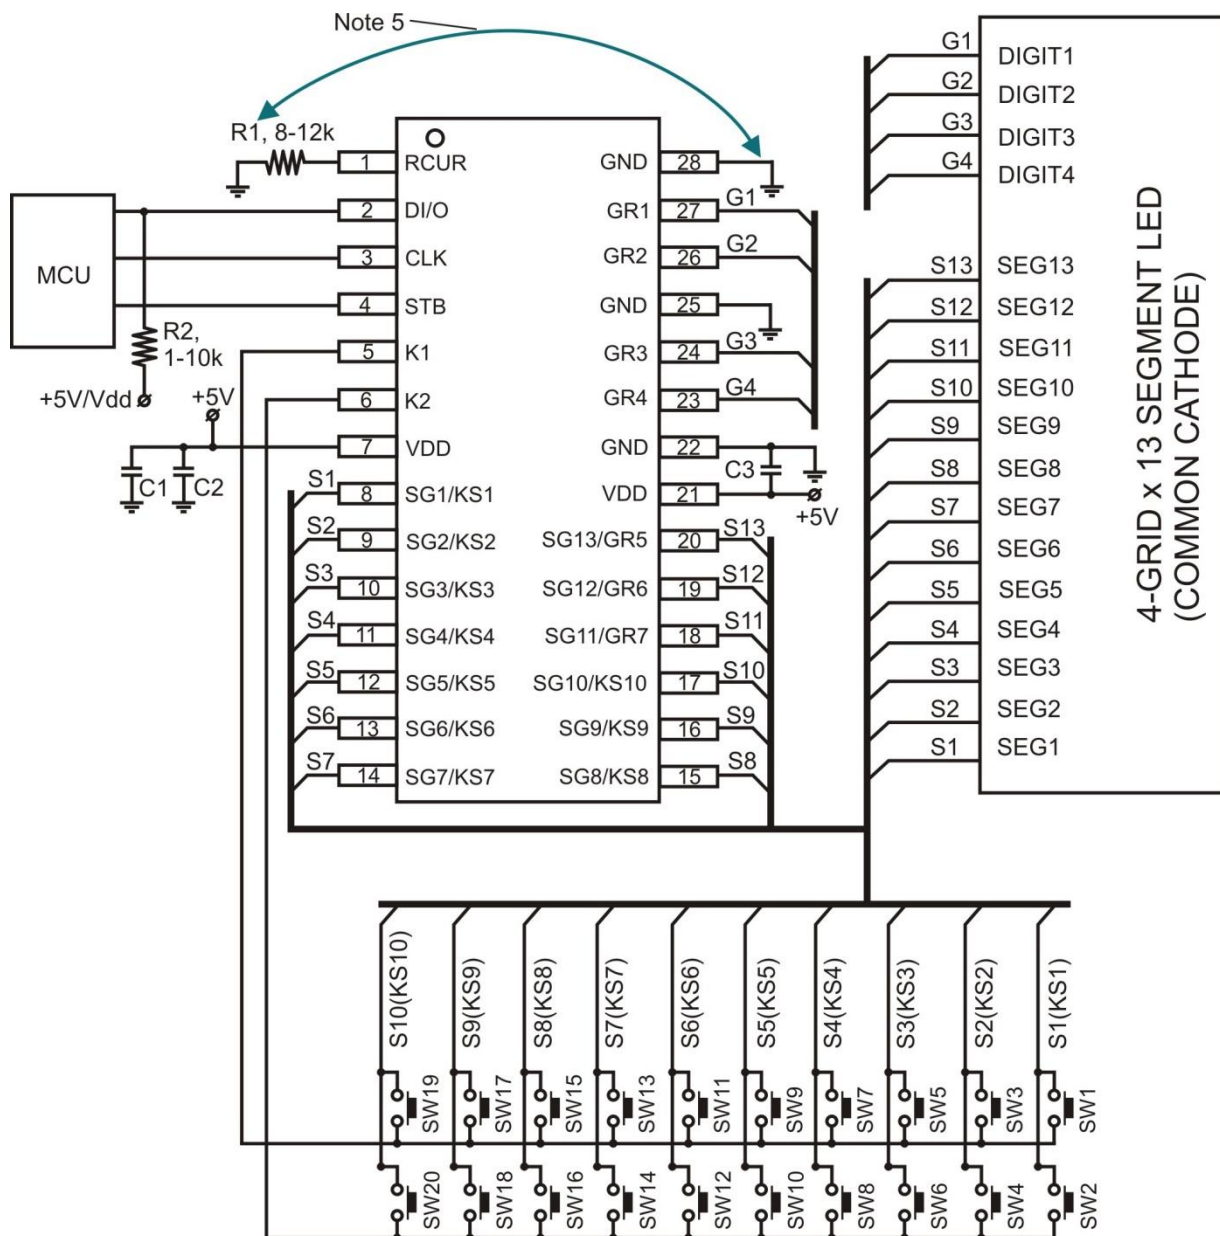 Note 5
R1, 8-12k
MCU
R2,
1-10k
+5V/Vdd
+5V
C1
C2
1 RCUR
2 DI/O
3 CLK
4 STB
5 K1
6 K2
7 VDD
S1 8 SG1/KS1
S2 9 SG2/KS2
S3 10 SG3/KS3
S4 11 SG4/KS4
S5 12 SG5/KS5
S6 13 SG6/KS6
S7 14 SG7/KS7
GND 28
GR1 27 G1
GR2 26 G2
GND 25
GR3 24 G3
GR4 23 G4
GND 22
C3
VDD 21
+5V
SG13/GR5 20 S13
SG12/GR6 19 S12
SG11/GR7 18 S11
SG10/KS10 17 S10
SG9/KS9 16 S9
SG8/KS8 15 S8
G1 DIGIT1
G2 DIGIT2
G3 DIGIT3
G4 DIGIT4
S13 SEG13
S12 SEG12
S11 SEG11
S10 SEG10
S9 SEG9
S8 SEG8
S7 SEG7
S6 SEG6
S5 SEG5
S4 SEG4
S3 SEG3
S2 SEG2
S1 SEG1
4-GRID x 13 SEGMENT LED
(COMMON CATHODE)
S10(KS10)
S9(KS9)
S8(KS8)
S7(KS7)
S6(KS6)
S5(KS5)
S4(KS4)
S3(KS3)
S2(KS2)
S1(KS1)
SW19
SW17
SW15
SW13
SW11
SW9
SW7
SW5
SW3
SW1
SW20
SW18
SW16
SW14
SW12
SW10
SW8
SW6
SW4
SW2